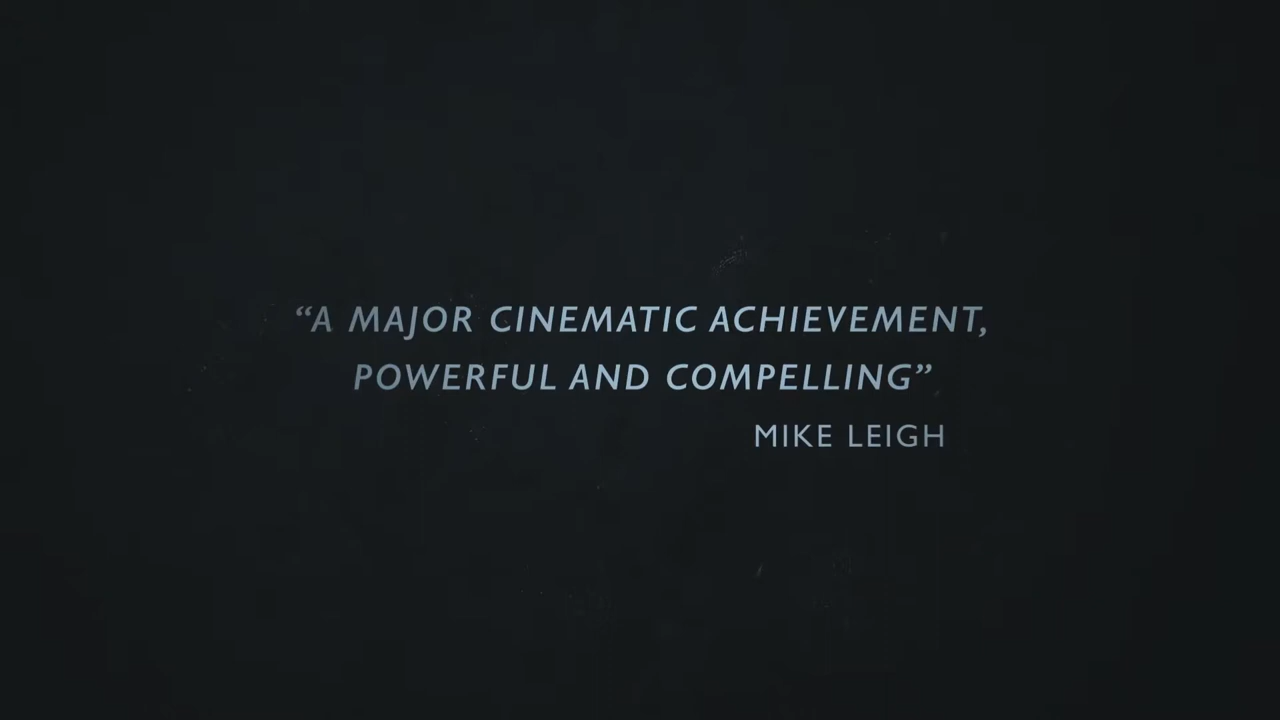 “A MAJOR CINEMATIC ACHIEVEMENT,
POWERFUL AND COMPELLING”
MIKE LEIGH